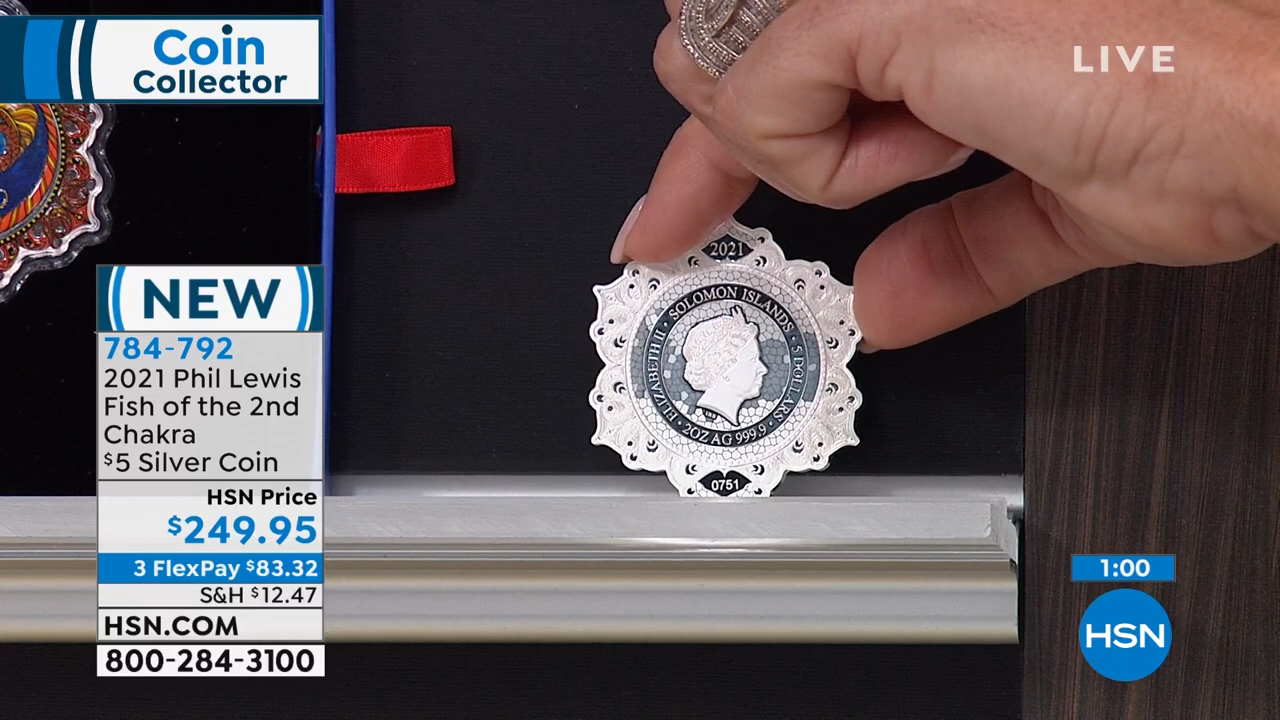 Coin
Collector
LIVE
NEW
784-792
2021 Phil Lewis
Fish of the 2nd
Chakra
$5 Silver Coin
HSN Price
$249.95
3 FlexPay $83.32
S&H $12.47
HSN.COM
800-284-3100
2021
ELIZABETH II • SOLOMON ISLANDS • 5 DOLLARS •
2OZ AG 999.9 •
0751
1:00
HSN